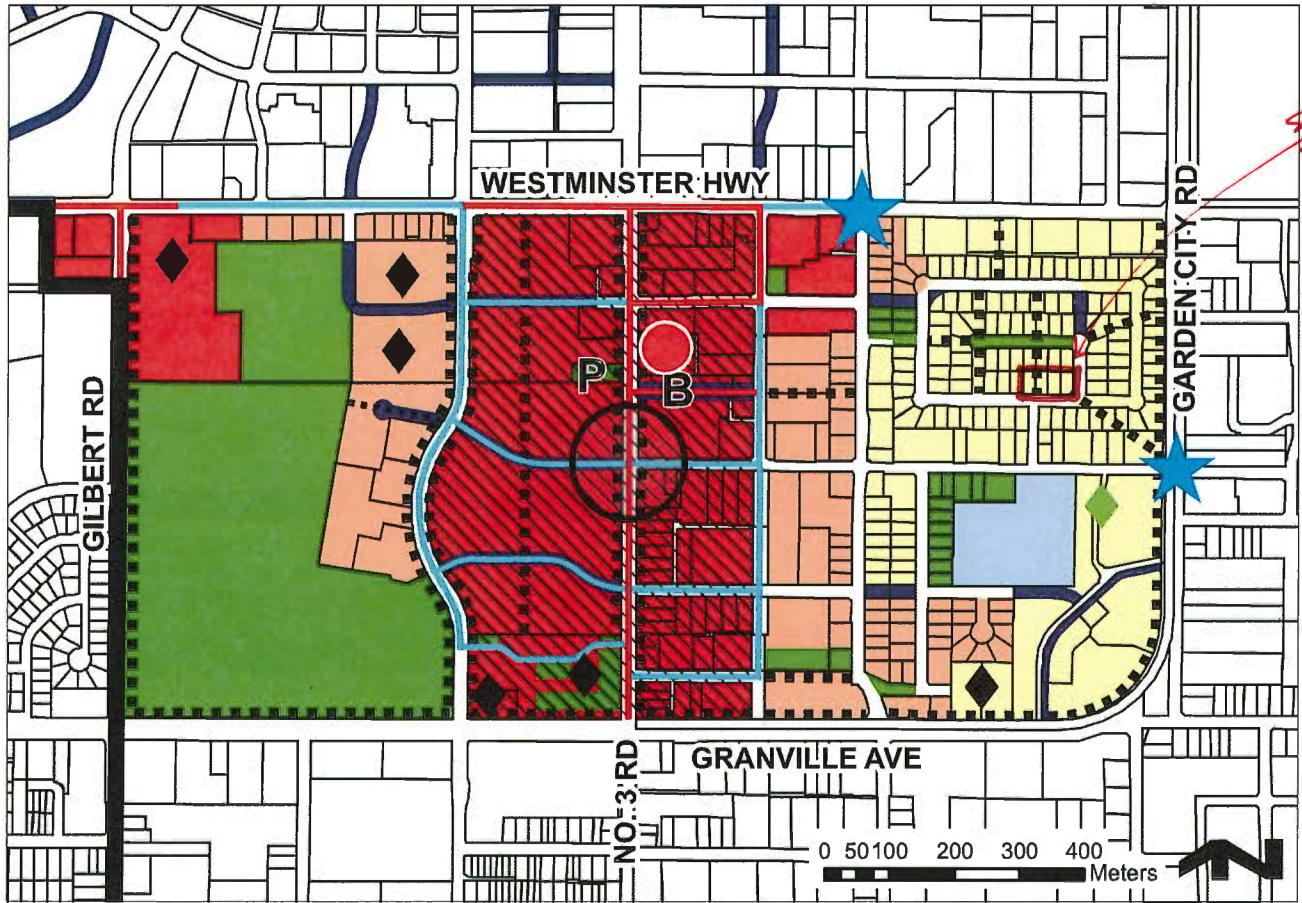 WESTMINSTER HWY
GARDEN CITY RD
P
B
GILBERT RD
GRANVILLE AVE
NO. 3 RD
0 50 100 200 300 400
Meters
N